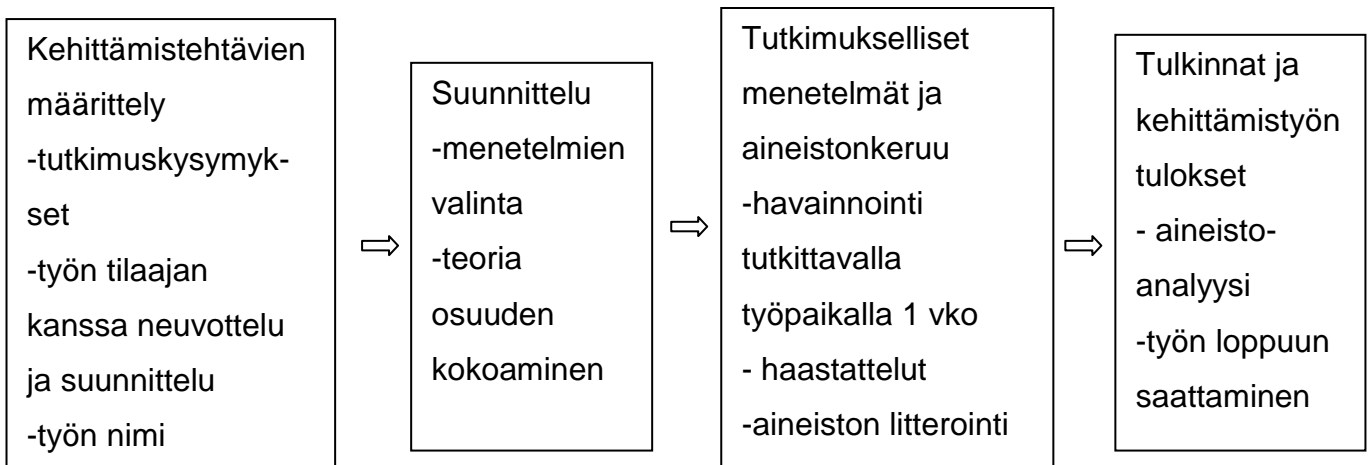 Kehittämistehtävien
määrittely
-tutkimuskysymyk-
set
-työn tilaajan
kanssa neuvottelu
ja suunnittelu
-työn nimi
Suunnittelu
-menetelmien
valinta
-teoria
osuuden
kokoaminen
Tutkimukselliset
menetelmät ja
aineistonkeruu
-havainnointi
tutkittavalla
työpaikalla 1 vko
- haastattelut
-aineiston litterointi
Tulkinnat ja
kehittämistyön
tulokset
- aineisto-
analyysi
-työn loppuun
saattaminen